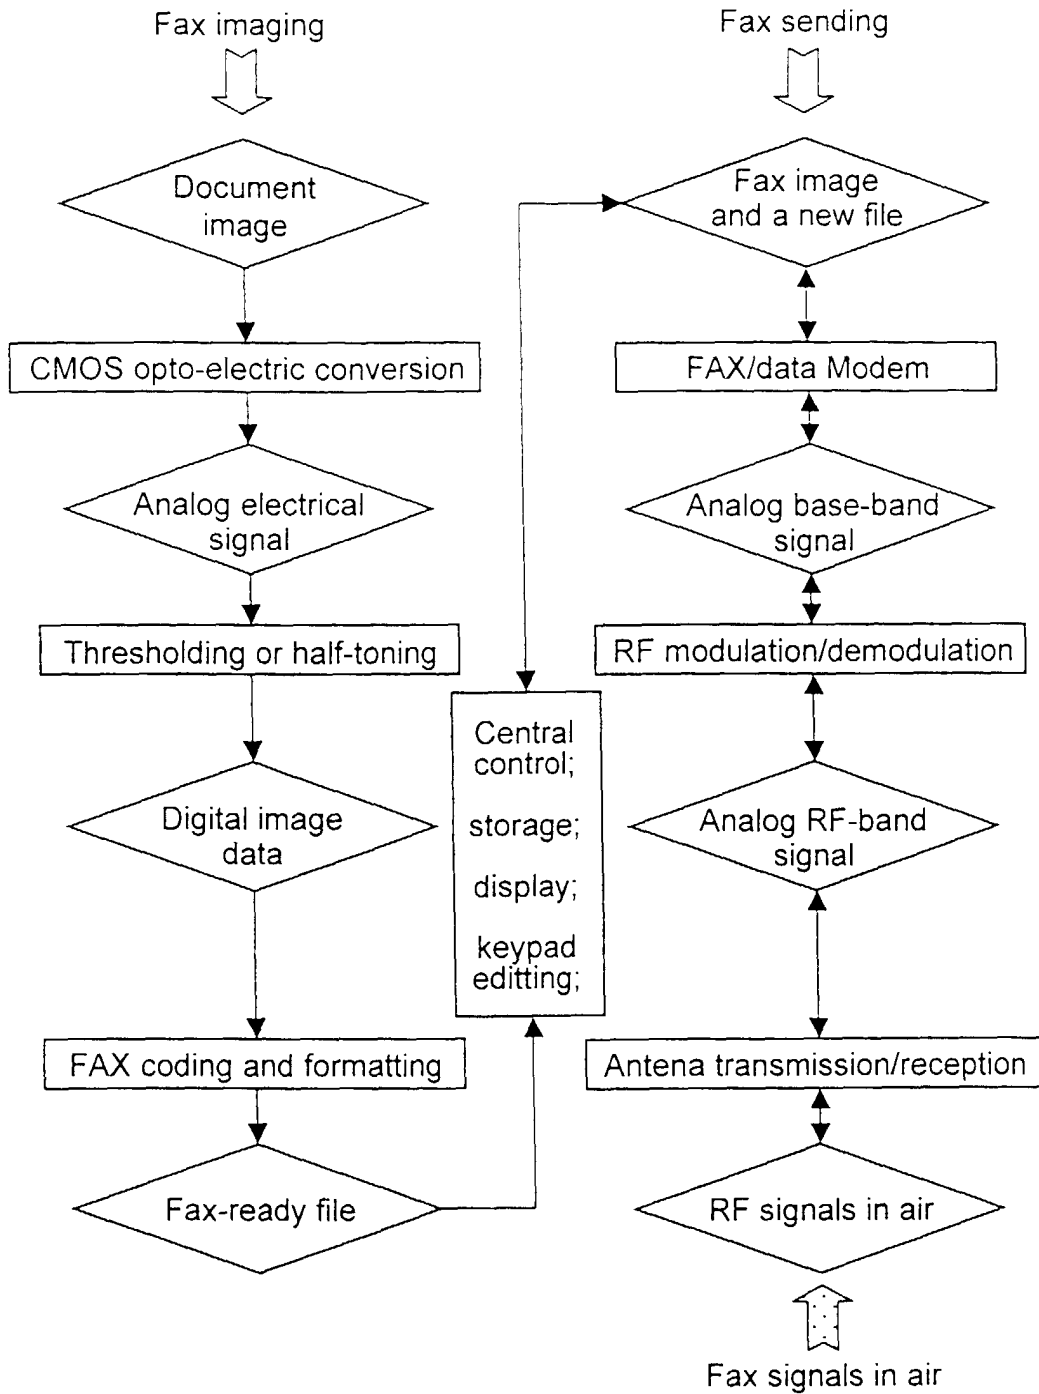 Fax imaging
Document
image
CMOS opto-electric conversion
Analog electrical
signal
Thresholding or half-toning
Digital image
data
FAX coding and formatting
Fax-ready file
Central
control;
storage;
display;
keypad
editting;
Fax sending
Fax image
and a new file
FAX/data Modem
Analog base-band
signal
RF modulation/demodulation
Analog RF-band
signal
Antena transmission/reception
RF signals in air
Fax signals in air